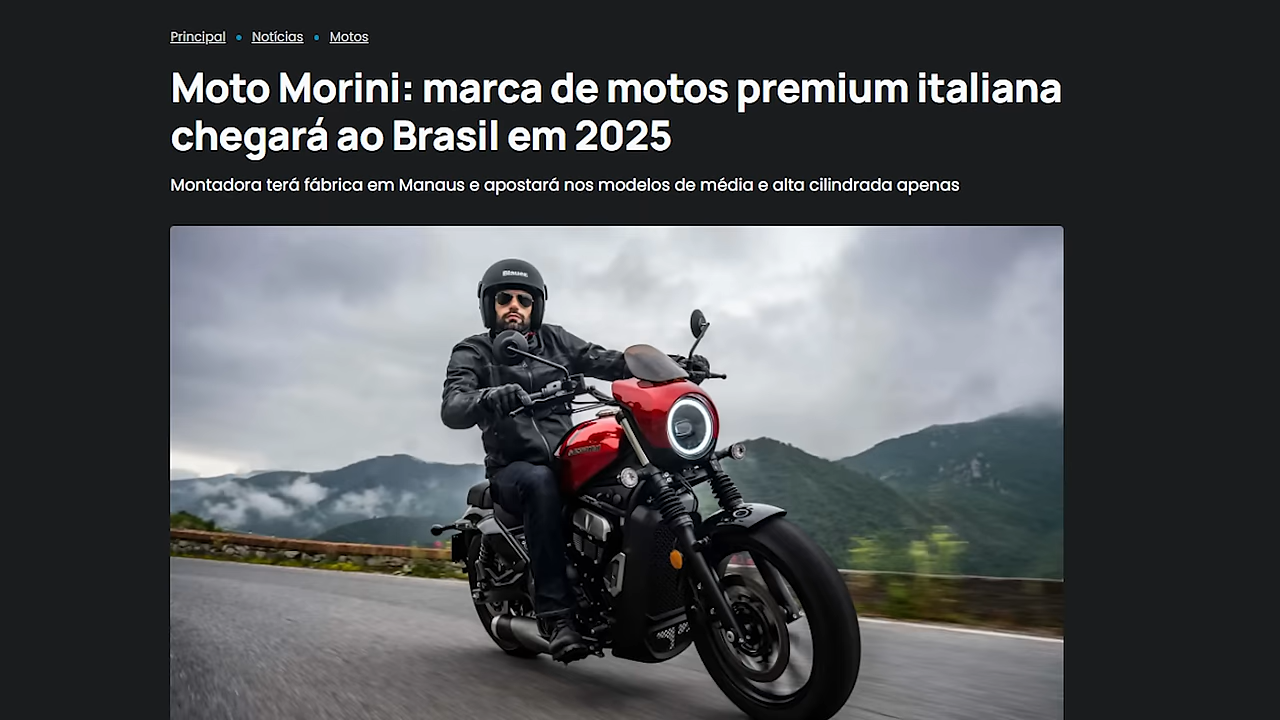 Principal • Notícias • Motos
Moto Morini: marca de motos premium italiana
chegará ao Brasil em 2025
Montadora terá fábrica em Manaus e apostará nos modelos de média e alta cilindrada apenas